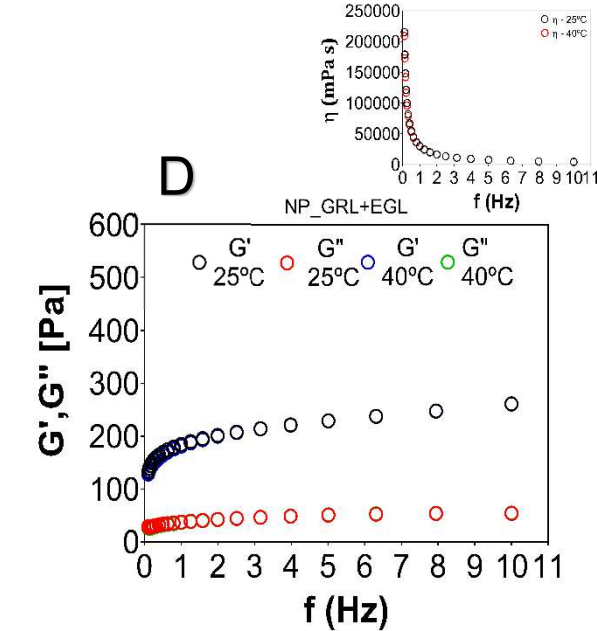 250000
200000
150000
100000
50000
0
η (mPa s)
η - 25ºC
η - 40ºC
0 1 2 3 4 5 6 7 8 9 10 11
f (Hz)
D
NP_GRL+EGL
600
500
400
300
200
100
0
G',G" [Pa]
G' G" G' G"
25ºC 25ºC 40ºC 40ºC
0 1 2 3 4 5 6 7 8 9 10 11
f (Hz)